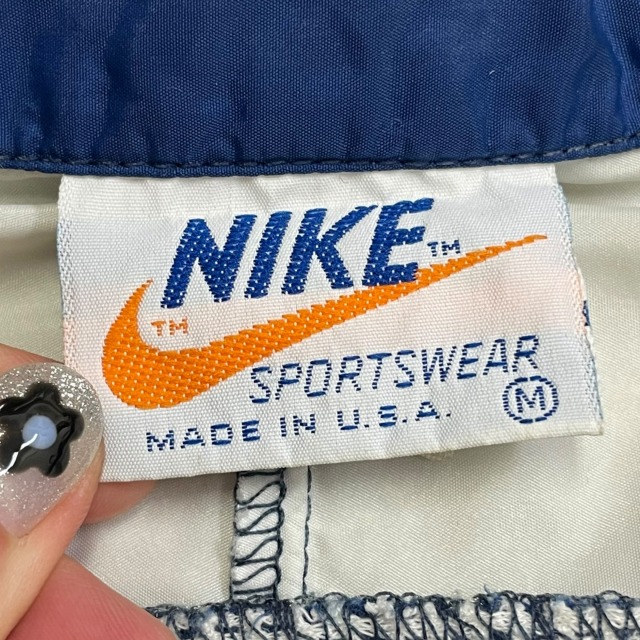 NIKE™
™
SPORTSWEAR
MADE IN U.S.A. Ⓜ